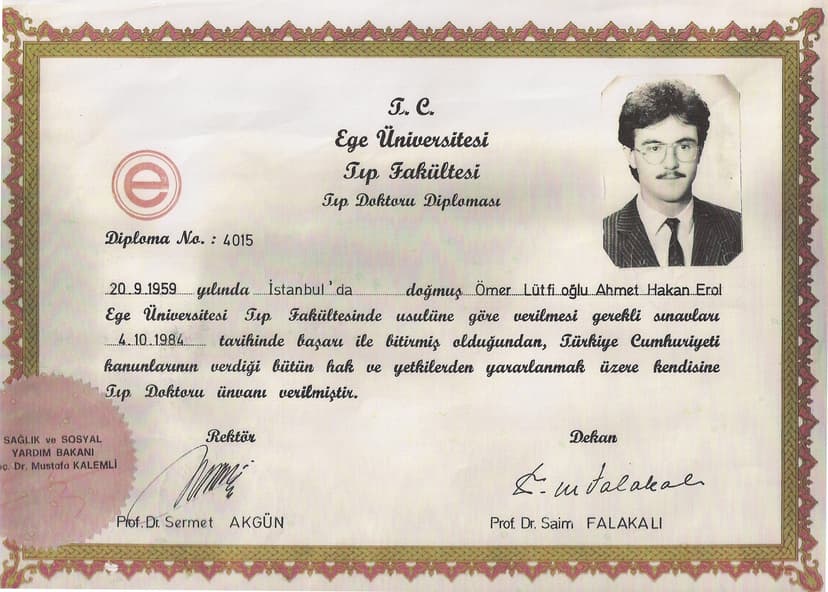 T. C.
Ege Üniversitesi
Tıp Fakültesi
Tıp Doktoru Diploması
e
Diploma No. : 4015
20.9.1959 yılında İstanbul'da doğmuş Ömer Lütfi oğlu Ahmet Hakan Erol
Ege Üniversitesi Tıp Fakültesinde usulüne göre verilmesi gerekli sınavları
4.10.1984 tarihinde başarı ile bitirmiş olduğundan, Türkiye Cumhuriyeti
kanunlarının verdiği bütün hak ve yetkilerden yararlanmak üzere kendisine
Tıp Doktoru ünvanı verilmiştir.
SAĞLIK ve SOSYAL
YARDIM BAKANI
oç. Dr. Mustafa KALEMLİ
Rektör
Prof. Dr. Sermet AKGÜN
Dekan
Prof. Dr. Saim FALAKALI